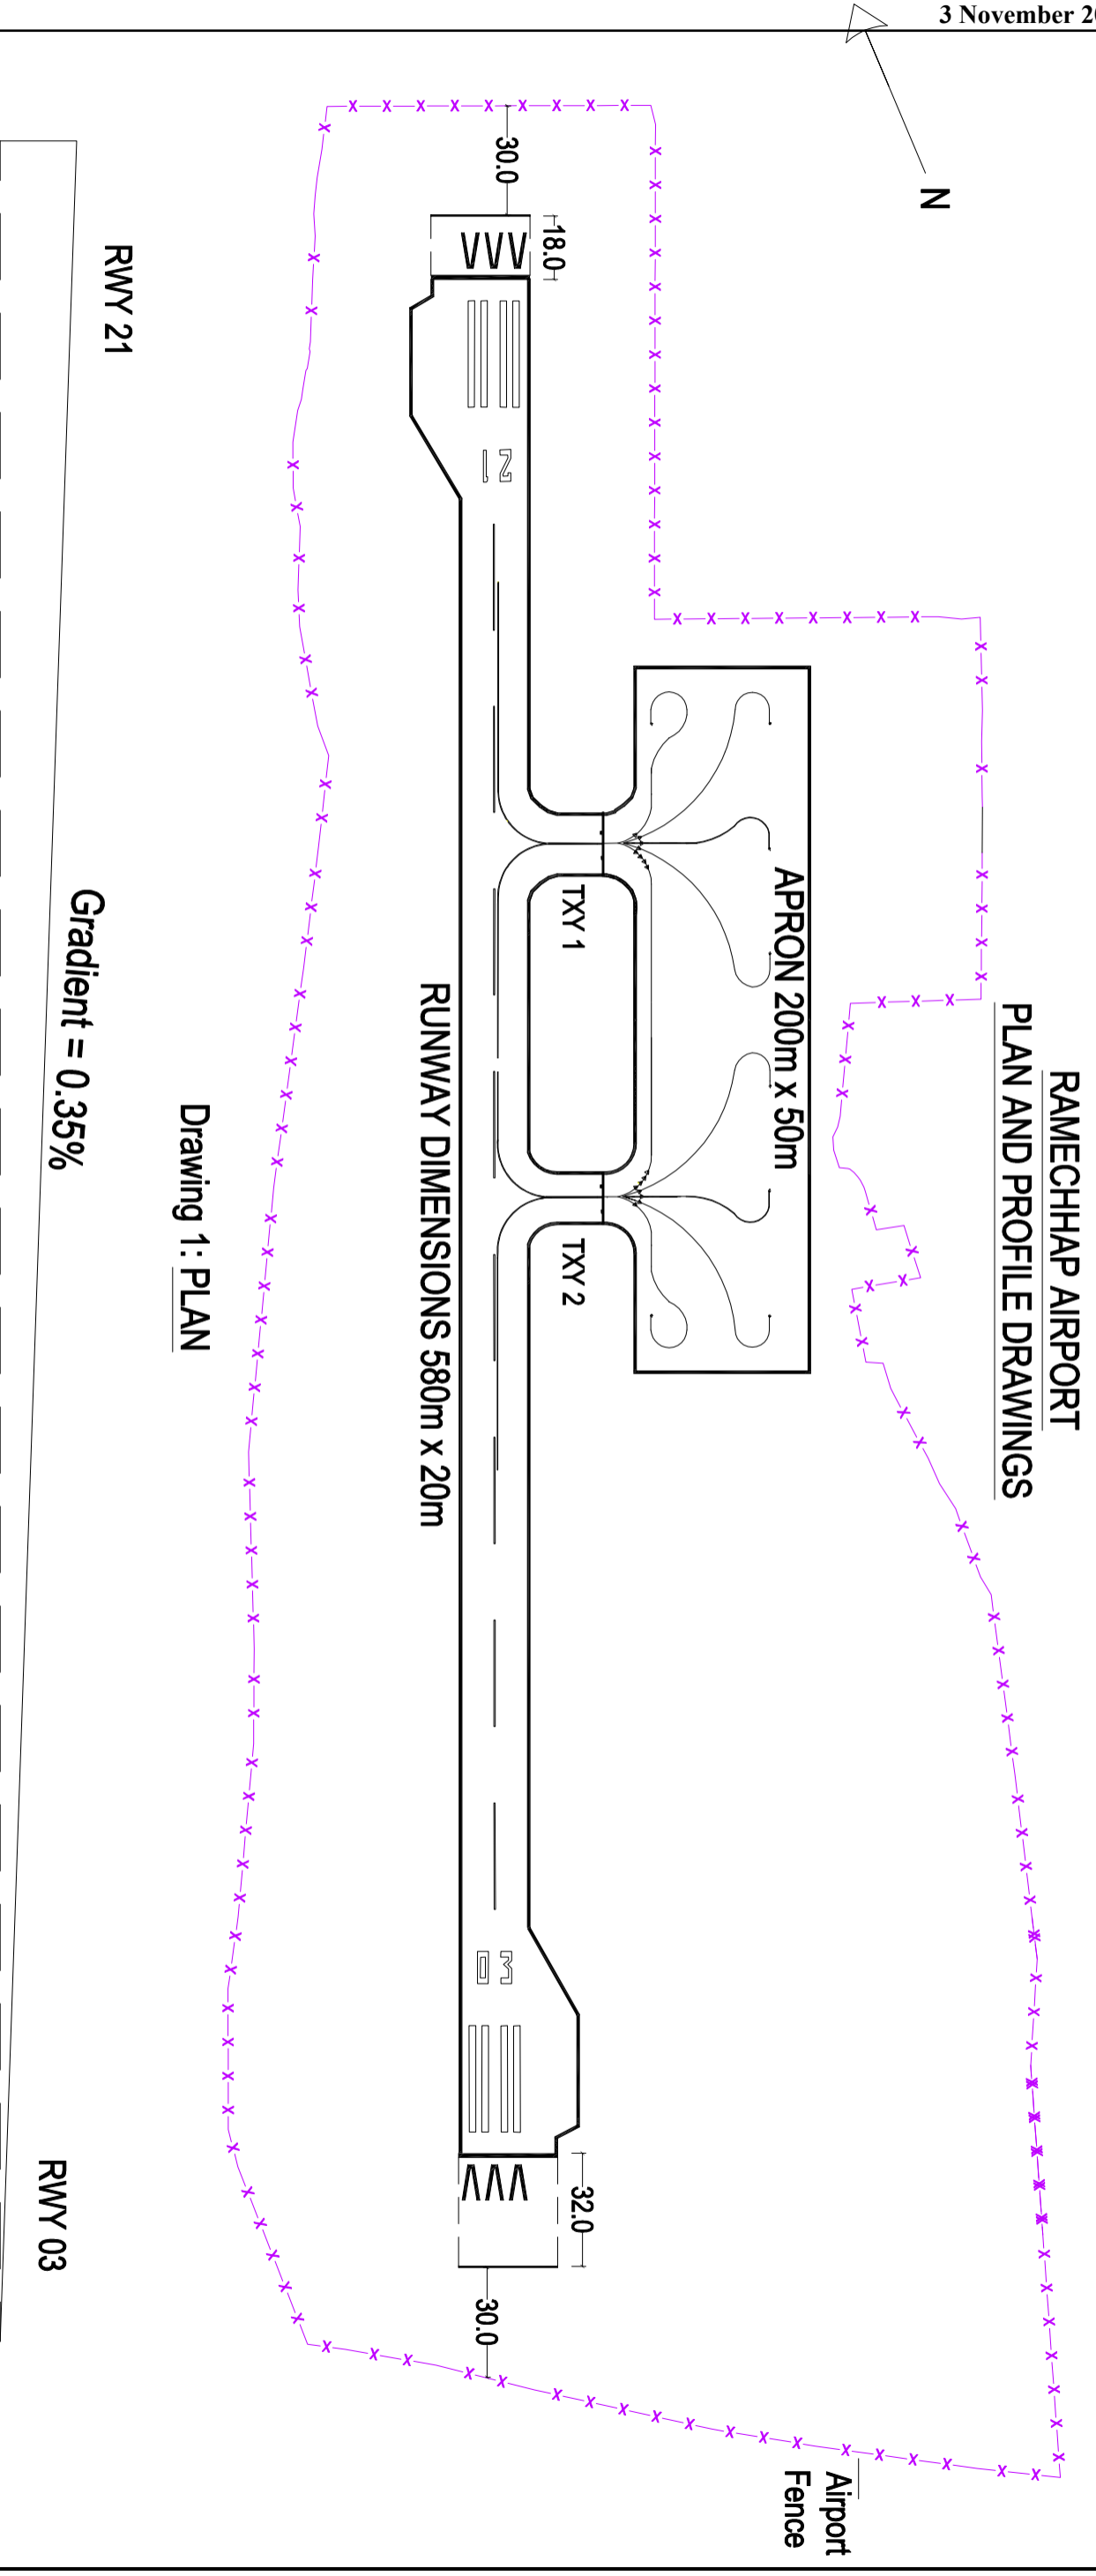 3 November 20
N
RAMECHHAP AIRPORT
PLAN AND PROFILE DRAWINGS
30.0
18.0
21
APRON 200m x 50m
TXY 1
TXY 2
RUNWAY DIMENSIONS 580m x 20m
03
32.0
30.0
Airport
Fence
Drawing 1: PLAN
RWY 21
Gradient = 0.35%
RWY 03